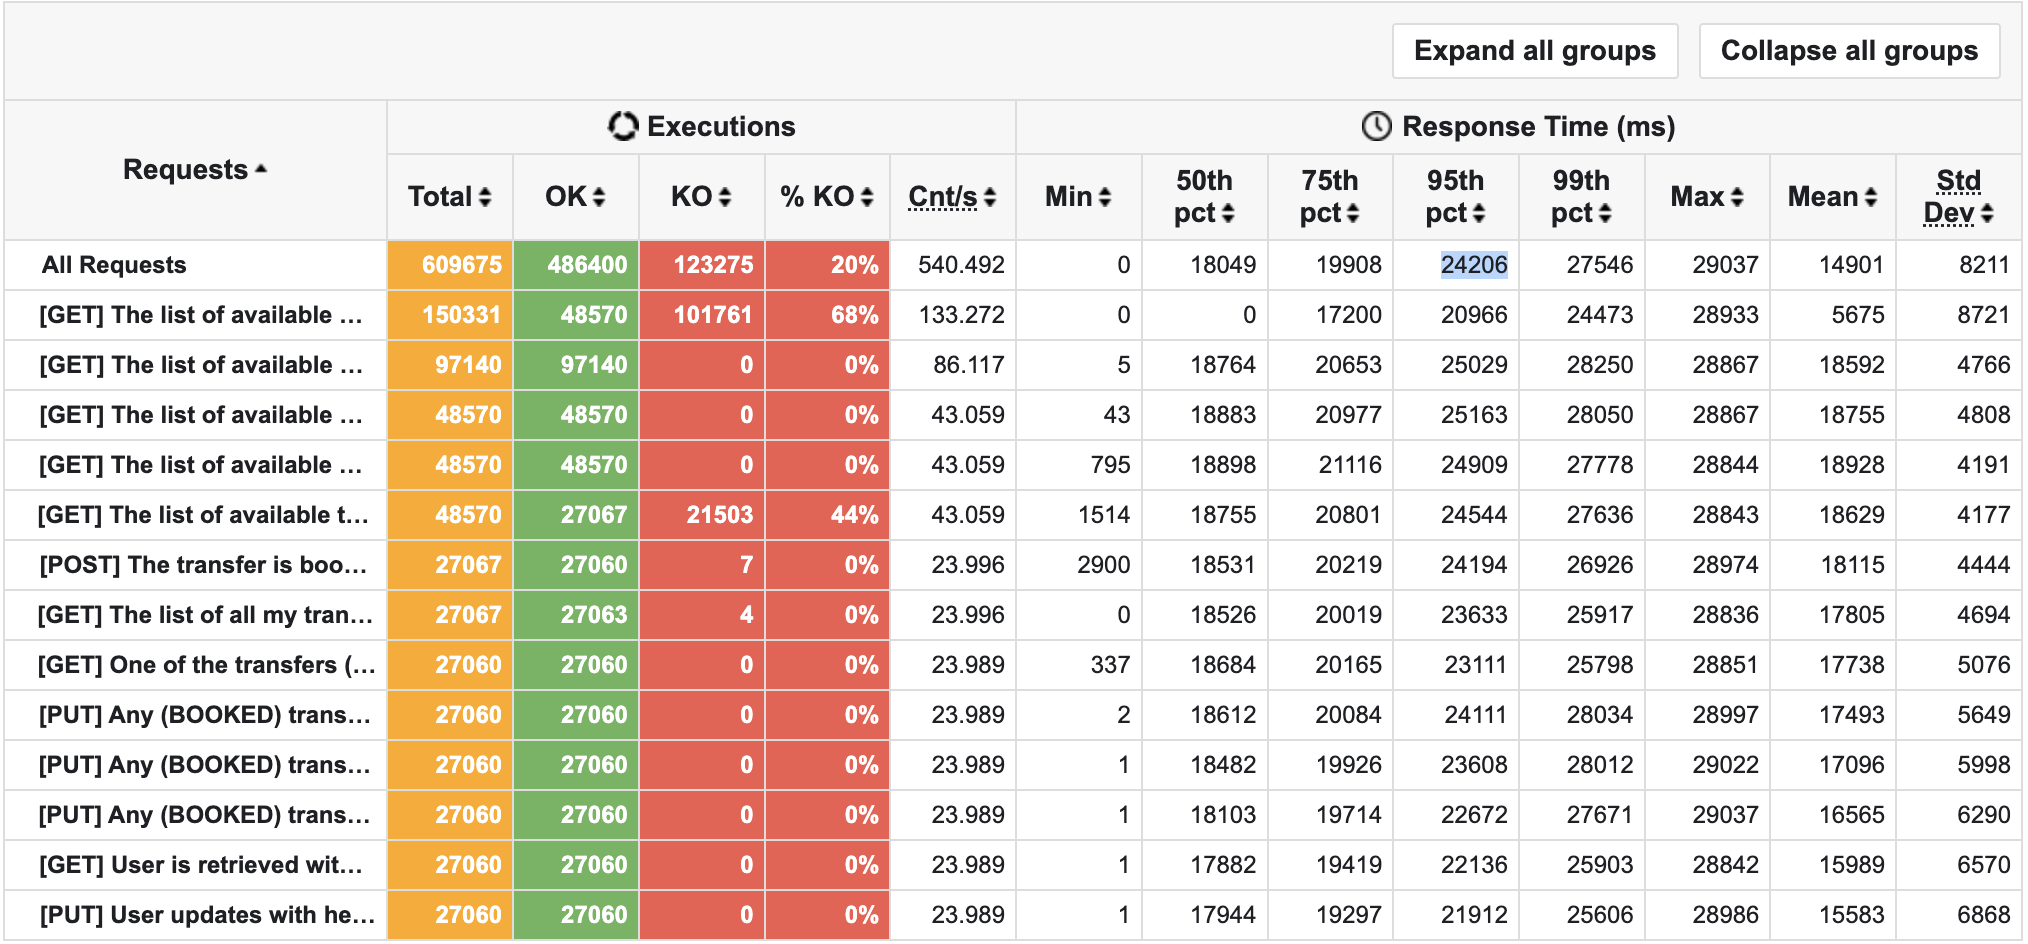 Expand all groups Collapse all groups
Requests Executions Response Time (ms)
Total OK KO % KO Cnt/s Min 50th pct 75th pct 95th pct 99th pct Max Mean Std Dev
All Requests 609675 486400 123275 20% 540.492 0 18049 19908 24206 27546 29037 14901 8211
[GET] The list of available ... 150331 48570 101761 68% 133.272 0 0 17200 20966 24473 28933 5675 8721
[GET] The list of available ... 97140 97140 0 0% 86.117 5 18764 20653 25029 28250 28867 18592 4766
[GET] The list of available ... 48570 48570 0 0% 43.059 43 18883 20977 25163 28050 28867 18755 4808
[GET] The list of available ... 48570 48570 0 0% 43.059 795 18898 21116 24909 27778 28844 18928 4191
[GET] The list of available t... 48570 27067 21503 44% 43.059 1514 18755 20801 24544 27636 28843 18629 4177
[POST] The transfer is boo... 27067 27060 7 0% 23.996 2900 18531 20219 24194 26926 28974 18115 4444
[GET] The list of all my tran... 27067 27063 4 0% 23.996 0 18526 20019 23633 25917 28836 17805 4694
[GET] One of the transfers (... 27060 27060 0 0% 23.989 337 18684 20165 23111 25798 28851 17738 5076
[PUT] Any (BOOKED) trans... 27060 27060 0 0% 23.989 2 18612 20084 24111 28034 28997 17493 5649
[PUT] Any (BOOKED) trans... 27060 27060 0 0% 23.989 1 18482 19926 23608 28012 29022 17096 5998
[PUT] Any (BOOKED) trans... 27060 27060 0 0% 23.989 1 18103 19714 22672 27671 29037 16565 6290
[GET] User is retrieved wit... 27060 27060 0 0% 23.989 1 17882 19419 22136 25903 28842 15989 6570
[PUT] User updates with he... 27060 27060 0 0% 23.989 1 17944 19297 21912 25606 28986 15583 6868